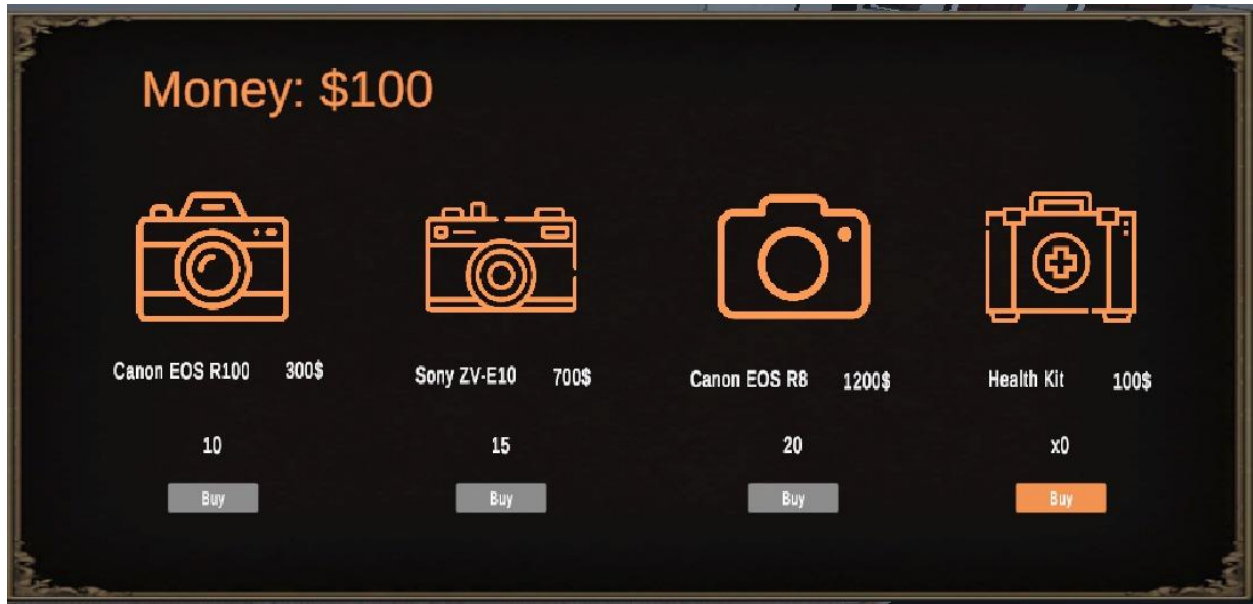 Money: $100
Canon EOS R100 300$
Sony ZV-E10 700$
Canon EOS R8 1200$
Health Kit 100$
10
15
20
x0
Buy
Buy
Buy
Buy